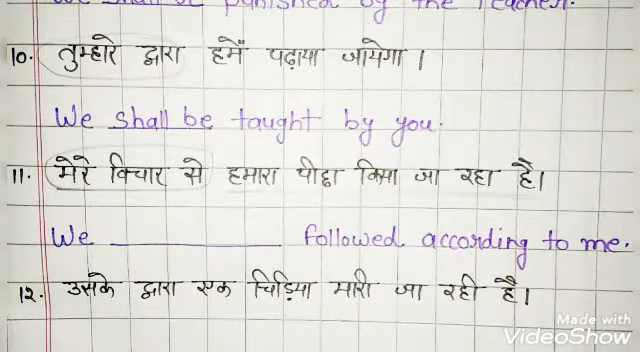 We shall be punished by the teacher.
10. तुम्हारे द्वारा हमें पढ़ाया जायेगा।
We shall be taught by you.
11. मेरे विचार से हमारा पीछा किया जा रहा है।
We ________ followed according to me.
12. उसके द्वारा एक चिड़िया मारी जा रही है।
Made with
VideoShow